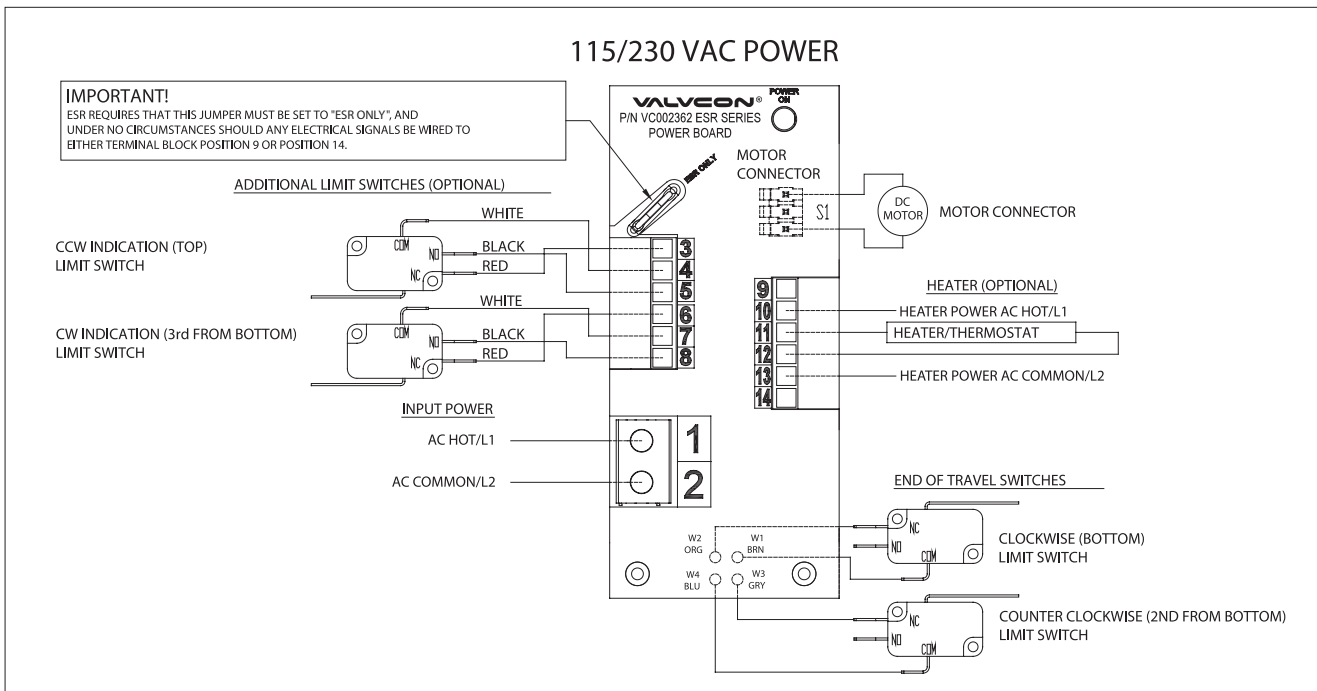 115/230 VAC POWER
IMPORTANT!
ESR REQUIRES THAT THIS JUMPER MUST BE SET TO "ESR ONLY", AND
UNDER NO CIRCUMSTANCES SHOULD ANY ELECTRICAL SIGNALS BE WIRED TO
EITHER TERMINAL BLOCK POSITION 9 OR POSITION 14.
VALVCON®
POWER
ON
P/N VC002362 ESR SERIES
POWER BOARD
ESR ONLY
MOTOR
CONNECTOR
S1
DC
MOTOR
MOTOR CONNECTOR
ADDITIONAL LIMIT SWITCHES (OPTIONAL)
CCW INDICATION (TOP)
LIMIT SWITCH
COM
NO
NC
WHITE
BLACK
RED
CW INDICATION (3rd FROM BOTTOM)
LIMIT SWITCH
COM
NO
NC
WHITE
BLACK
RED
3
4
5
6
7
8
9
10
11
12
13
14
HEATER (OPTIONAL)
HEATER POWER AC HOT/L1
HEATER/THERMOSTAT
HEATER POWER AC COMMON/L2
INPUT POWER
AC HOT/L1
AC COMMON/L2
1
2
W2
ORG
W1
BRN
W4
BLU
W3
GRY
END OF TRAVEL SWITCHES
NC
NO
COM
CLOCKWISE (BOTTOM)
LIMIT SWITCH
NC
NO
COM
COUNTER CLOCKWISE (2ND FROM BOTTOM)
LIMIT SWITCH